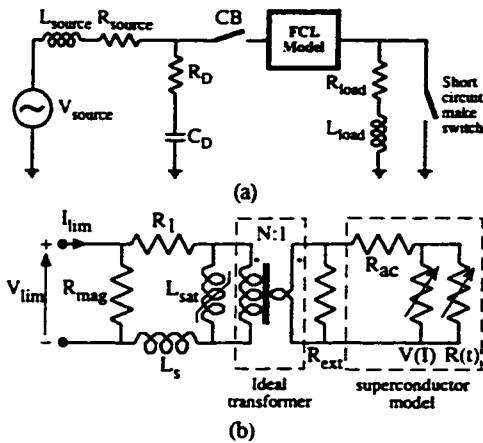 L_source
R_source
CB
FCL
Model
R_D
R_load
Short
circuit
make
switch
V_source
C_D
L_load
(a)
I_lim
R_1
N:1
+
V_lim
R_mag
L_sat
R_ac
-
L_s
R_ext
V(I)
R(t)
Ideal
transformer
superconductor
model
(b)